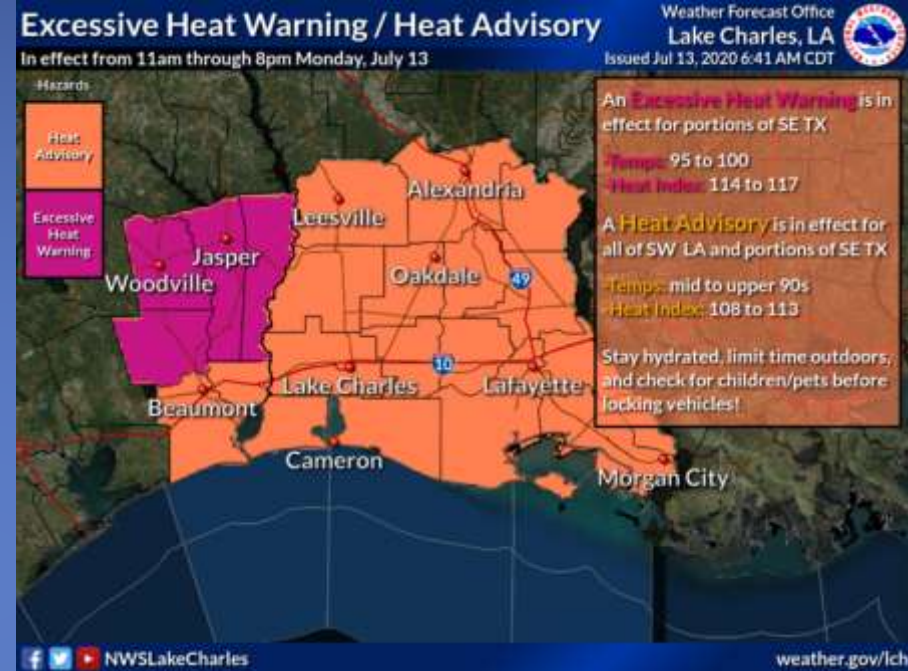 Excessive Heat Warning / Heat Advisory
In effect from 11am through 8pm Monday, July 13
Weather Forecast Office
Lake Charles, LA
Issued Jul 13, 2020 6:41 AM CDT
Hazards
Heat
Advisory
Excessive
Heat
Warning
An Excessive Heat Warning is in
effect for portions of SE TX
-Temps: 95 to 100
-Heat Index: 114 to 117
A Heat Advisory is in effect for
all of SW LA and portions of SE TX
-Temps: mid to upper 90s
-Heat Index: 108 to 113
Stay hydrated, limit time outdoors,
and check for children/pets before
locking vehicles!
Alexandria
Leesville
Jasper
Woodville
Oakdale
49
10
Lake Charles
Lafayette
Beaumont
Cameron
Morgan City
NWSLakeCharles
weather.gov/lch